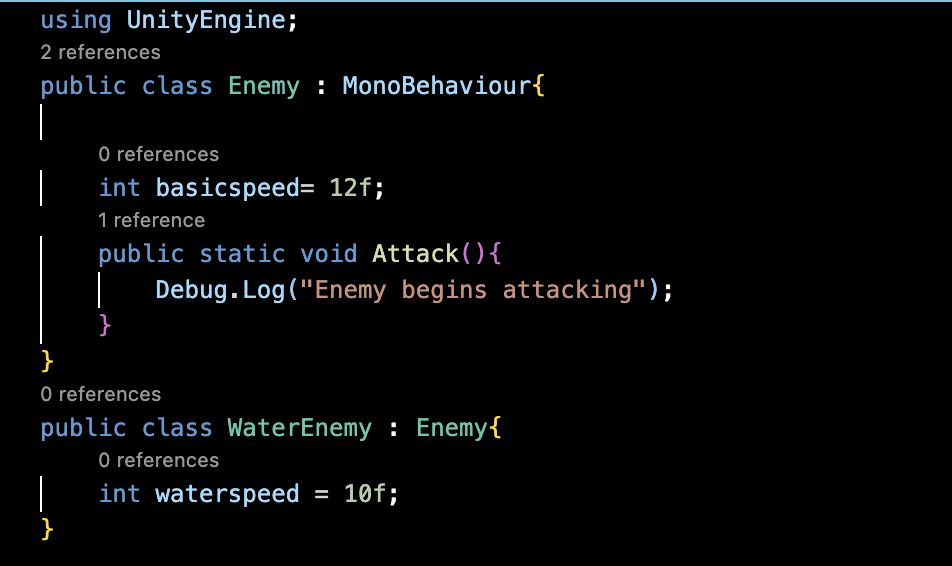 using UnityEngine;
2 references
public class Enemy : MonoBehaviour{
0 references
int basicspeed= 12f;
1 reference
public static void Attack(){
Debug.Log("Enemy begins attacking");
}
}
0 references
public class WaterEnemy : Enemy{
0 references
int waterspeed = 10f;
}